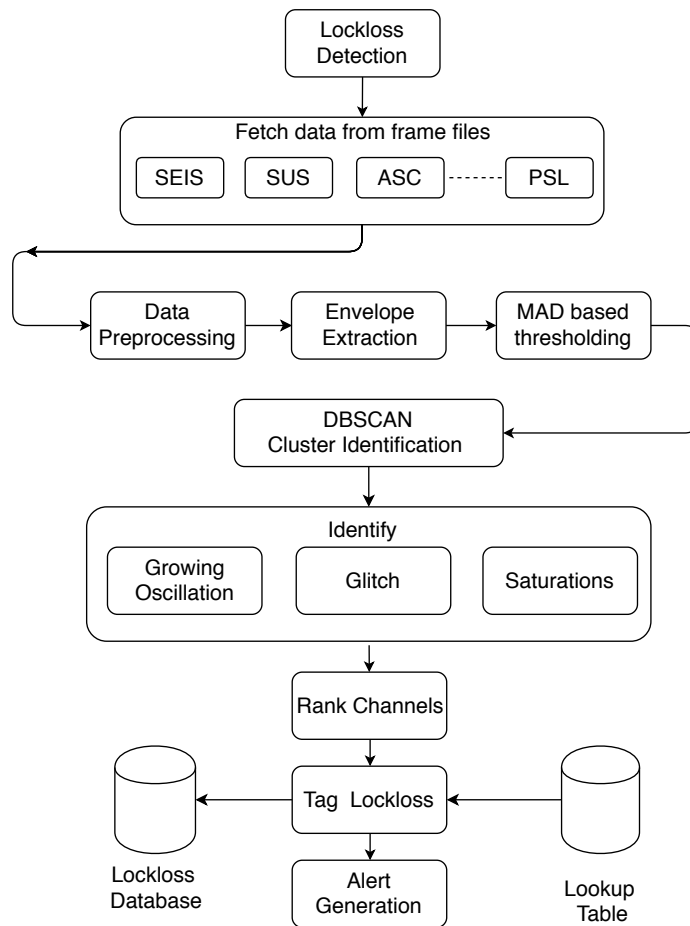 Lockloss
Detection
Fetch data from frame files
SEIS
SUS
ASC
PSL
Data
Preprocessing
Envelope
Extraction
MAD based
thresholding
DBSCAN
Cluster Identification
Identify
Growing
Oscillation
Glitch
Saturations
Rank Channels
Tag Lockloss
Lockloss
Database
Alert
Generation
Lookup
Table